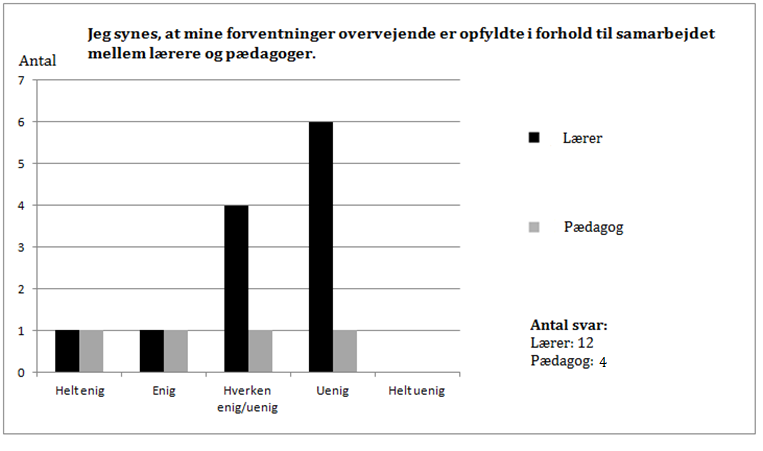 Jeg synes, at mine forventninger overvejende er opfyldte i forhold til samarbejdet
mellem lærere og pædagoger.
Antal
7
6
5
4
3
2
1
0
Helt enig
Enig
Hverken
enig/uenig
Uenig
Helt uenig
Lærer
Pædagog
Antal svar:
Lærer: 12
Pædagog: 4